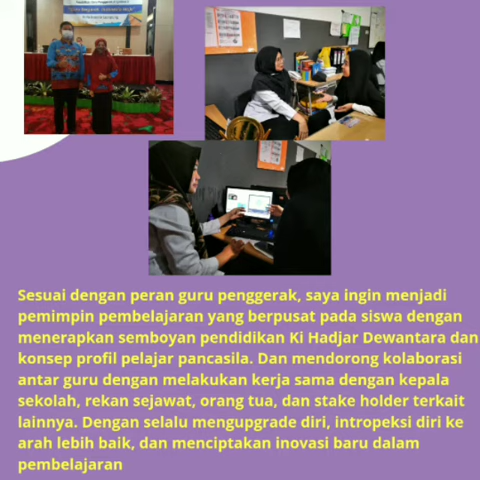 Sesuai dengan peran guru penggerak, saya ingin menjadi
pemimpin pembelajaran yang berpusat pada siswa dengan
menerapkan semboyan pendidikan Ki Hadjar Dewantara dan
konsep profil pelajar pancasila. Dan mendorong kolaborasi
antar guru dengan melakukan kerja sama dengan kepala
sekolah, rekan sejawat, orang tua, dan stake holder terkait
lainnya. Dengan selalu mengupgrade diri, intropeksi diri ke
arah lebih baik, dan menciptakan inovasi baru dalam
pembelajaran